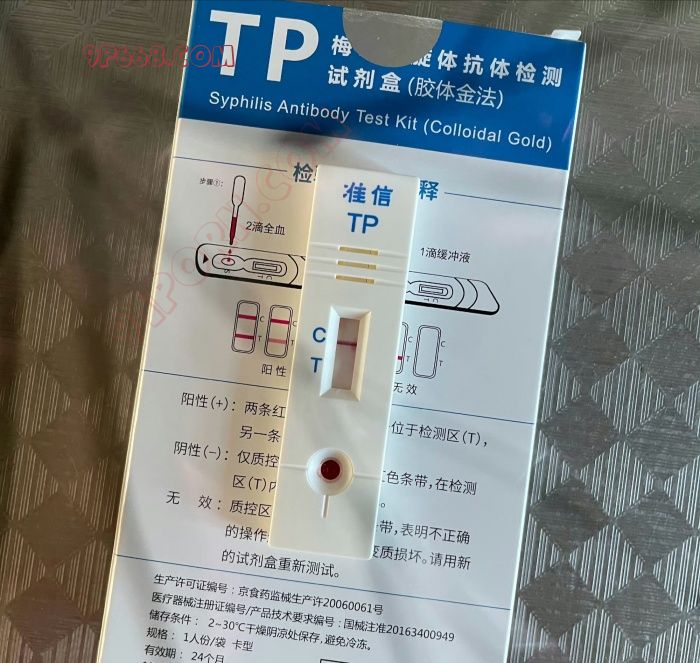 9P668.COM
TP 梅 旋体抗体检测
试剂盒(胶体金法)
Syphilis Antibody Test Kit (Colloidal Gold)
检 释
步骤①:
2滴全血
1滴缓冲液
准信
TP
C
T
S
C
T
C
T
阳性
无效
阳性(+): 两条红 位于检测区(T),
另一条
阴性(-): 仅质控 红色条带,在检测
区(T)内
无 效: 质控区 带,表明不正确
的操作 变质损坏。请用新
的试剂盒重新测试。
生产许可证编号:京食药监械生产许20060061号
医疗器械注册证编号/产品技术要求编号:国械注准20163400949
储存条件: 2~30℃干燥阴凉处保存,避免冷冻。
规格: 1人份/袋 卡型
有效期: 24个月